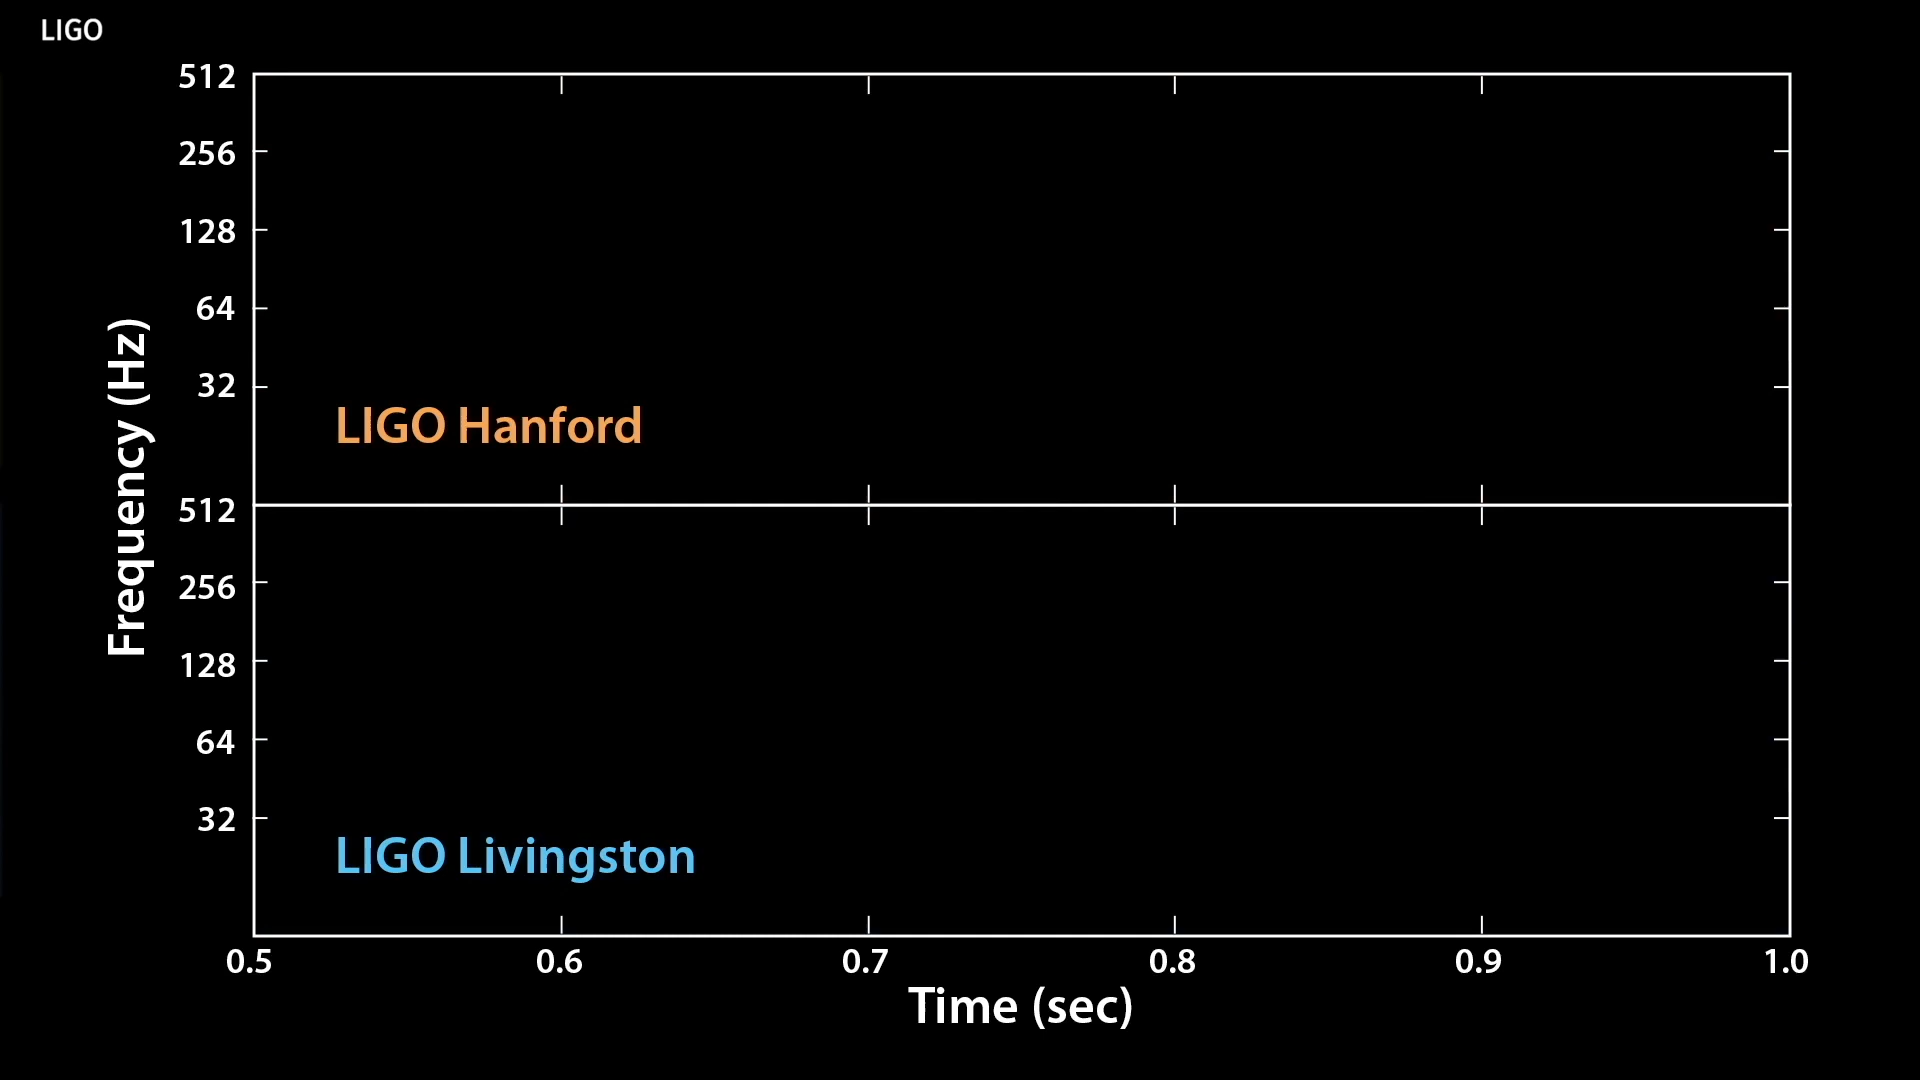 LIGO
Frequency (Hz)
512
256
128
64
32
LIGO Hanford
512
256
128
64
32
LIGO Livingston
0.5 0.6 0.7 0.8 0.9 1.0
Time (sec)